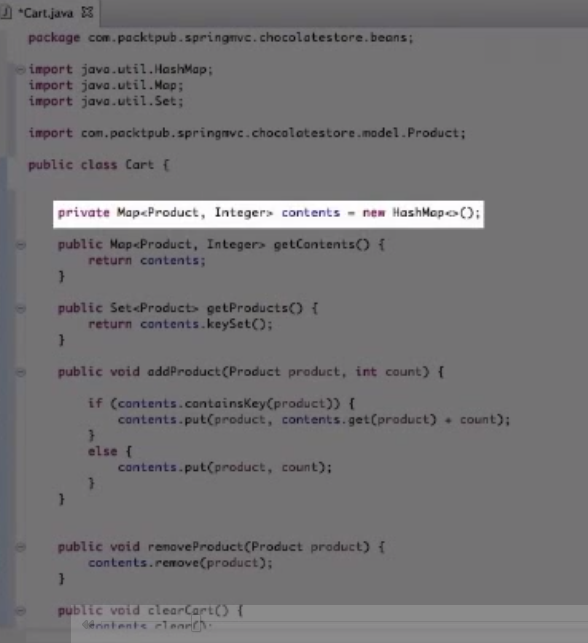 *Cart.java
package com.packtpub.springmvc.chocolatestore.beans;
import java.util.HashMap;
import java.util.Map;
import java.util.Set;
import com.packtpub.springmvc.chocolatestore.model.Product;
public class Cart {
private Map<Product, Integer> contents = new HashMap<>();
public Map<Product, Integer> getContents() {
return contents;
}
public Set<Product> getProducts() {
return contents.keySet();
}
public void addProduct(Product product, int count) {
if (contents.containsKey(product)) {
contents.put(product, contents.get(product) + count);
}
else {
contents.put(product, count);
}
}
public void removeProduct(Product product) {
contents.remove(product);
}
public void clearCart() {
contents.clear();